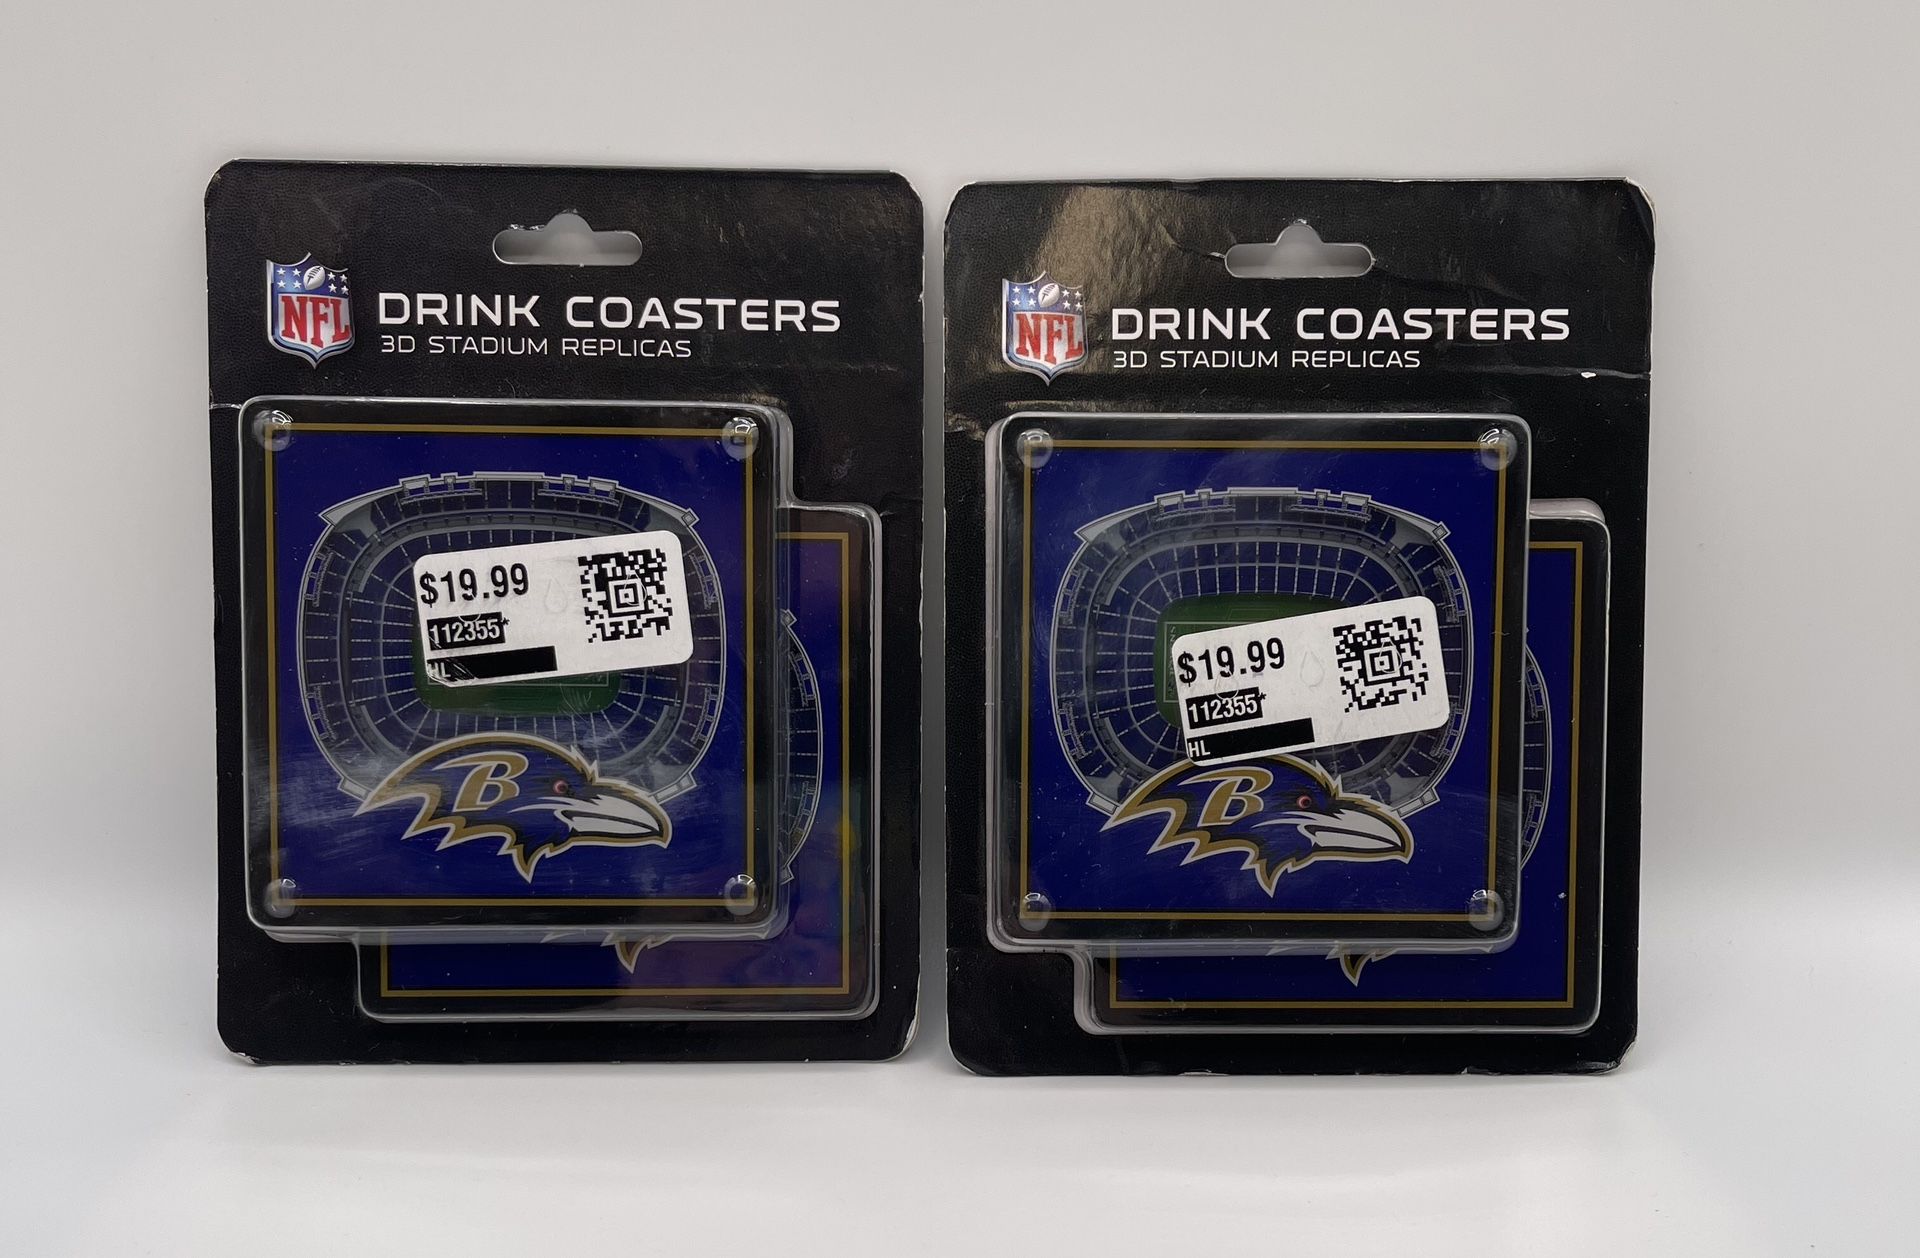 NFL
DRINK COASTERS
3D STADIUM REPLICAS
$19.99
112355*
HL
B
NFL
DRINK COASTERS
3D STADIUM REPLICAS
$19.99
112355*
HL
B